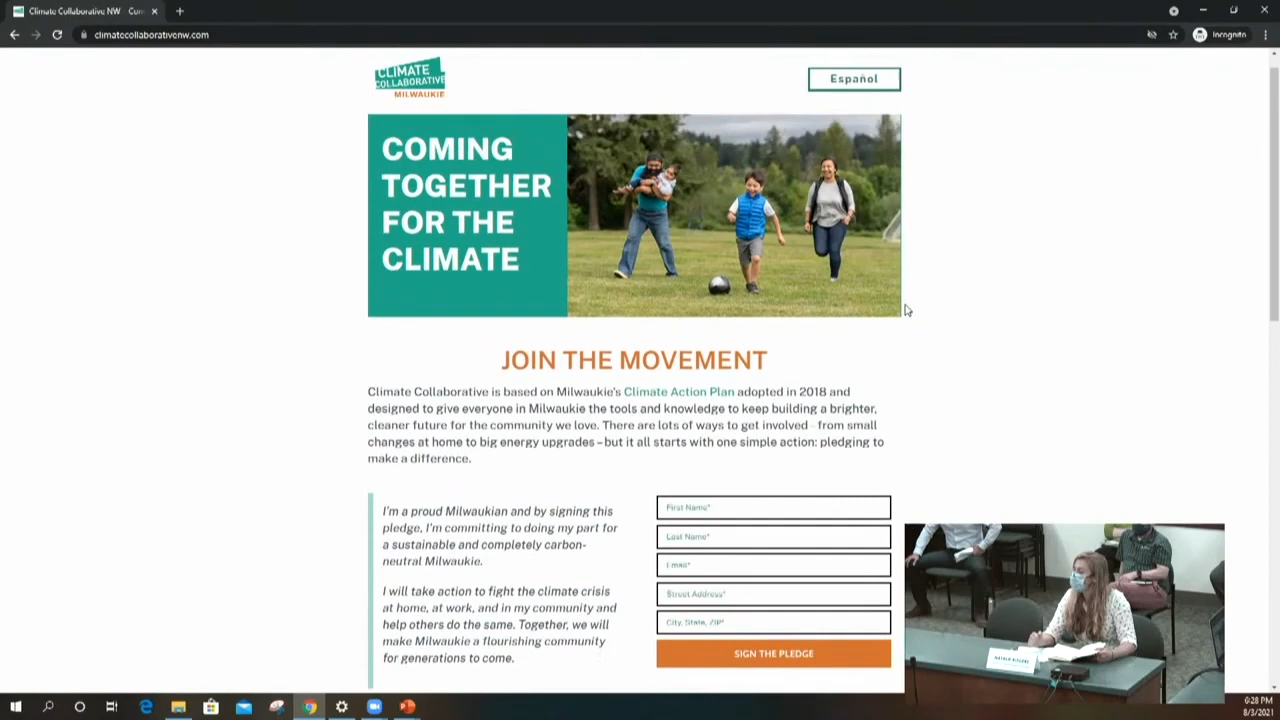 Climate Collaborative NW
climatecollaborativenw.com
Incognito
CLIMATE
COLLABORATIVE
MILWAUKIE
Español
COMING
TOGETHER
FOR THE
CLIMATE
JOIN THE MOVEMENT
Climate Collaborative is based on Milwaukie's Climate Action Plan adopted in 2018 and
designed to give everyone in Milwaukie the tools and knowledge to keep building a brighter,
cleaner future for the community we love. There are lots of ways to get involved - from small
changes at home to big energy upgrades – but it all starts with one simple action: pledging to
make a difference.
I'm a proud Milwaukian and by signing this
pledge, I'm committing to doing my part for
a sustainable and completely carbon-
neutral Milwaukie.
I will take action to fight the climate crisis
at home, at work, and in my community and
help others do the same. Together, we will
make Milwaukie a flourishing community
for generations to come.
First Name*
Last Name*
Email*
Street Address*
City, State, ZIP*
SIGN THE PLEDGE
6:28 PM
8/3/2021